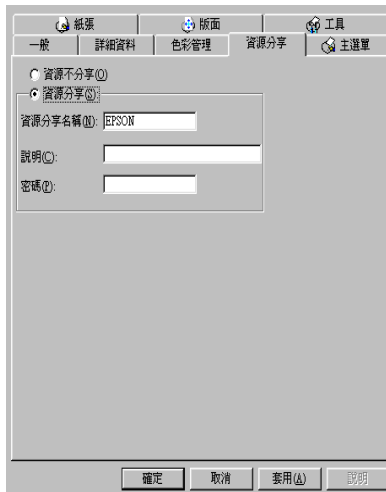 紙張 版面 工具
一般 詳細資料 色彩管理 資源分享 主選單
資源不分享(O)
資源分享(S):
資源分享名稱(N): EPSON
說明(C):
密碼(P):
確定 取消 套用(A) 說明